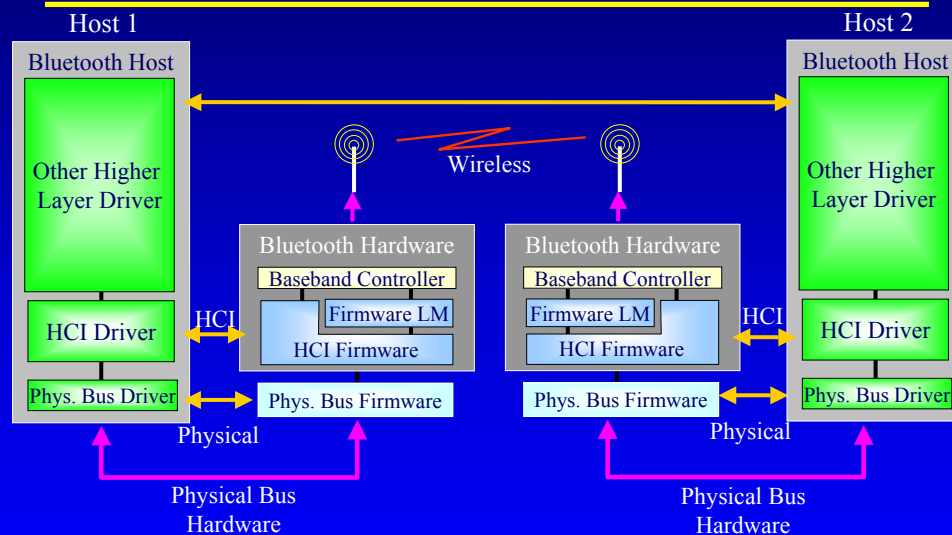 Host 1
Host 2
Bluetooth Host
Other Higher
Layer Driver
HCI Driver
Phys. Bus Driver
HCI
Physical
Physical Bus
Hardware
Bluetooth Hardware
Baseband Controller
Firmware LM
HCI Firmware
Phys. Bus Firmware
Wireless
Bluetooth Hardware
Baseband Controller
Firmware LM
HCI Firmware
Phys. Bus Firmware
HCI
Physical
Physical Bus
Hardware
Bluetooth Host
Other Higher
Layer Driver
HCI Driver
Phys. Bus Driver